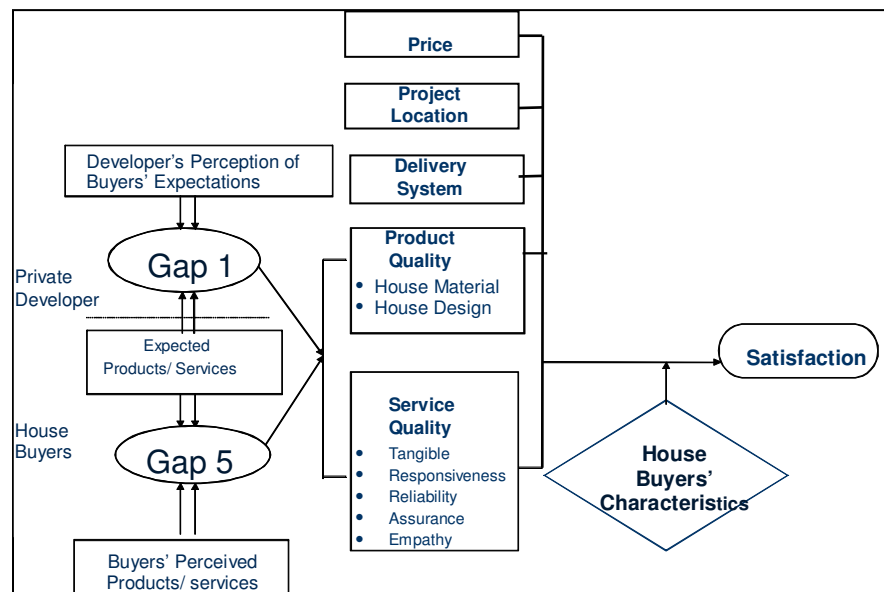 Price
Project
Location
Delivery
System
Developer's Perception of
Buyers' Expectations
Product
Quality
• House Material
• House Design
Gap 1
Private
Developer
Expected
Products/ Services
Satisfaction
Service
Quality
• Tangible
• Responsiveness
• Reliability
• Assurance
• Empathy
House
Buyers
Gap 5
House
Buyers'
Characteristics
Buyers' Perceived
Products/ services